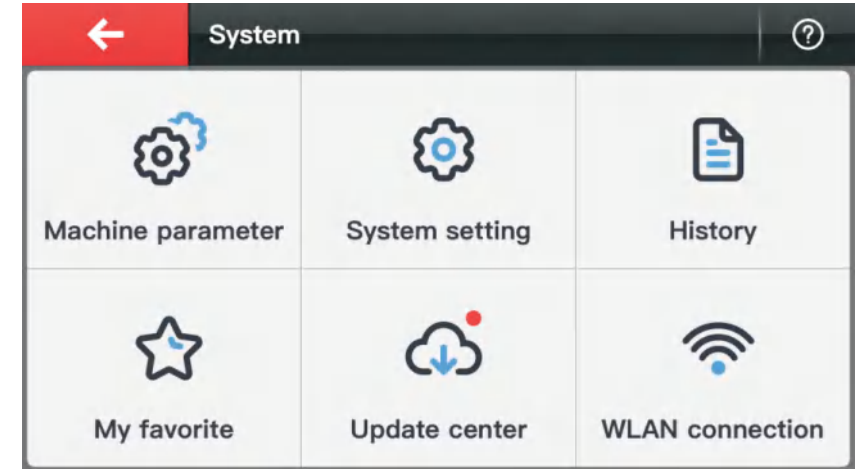 System
Machine parameter
System setting
History
My favorite
Update center
WLAN connection